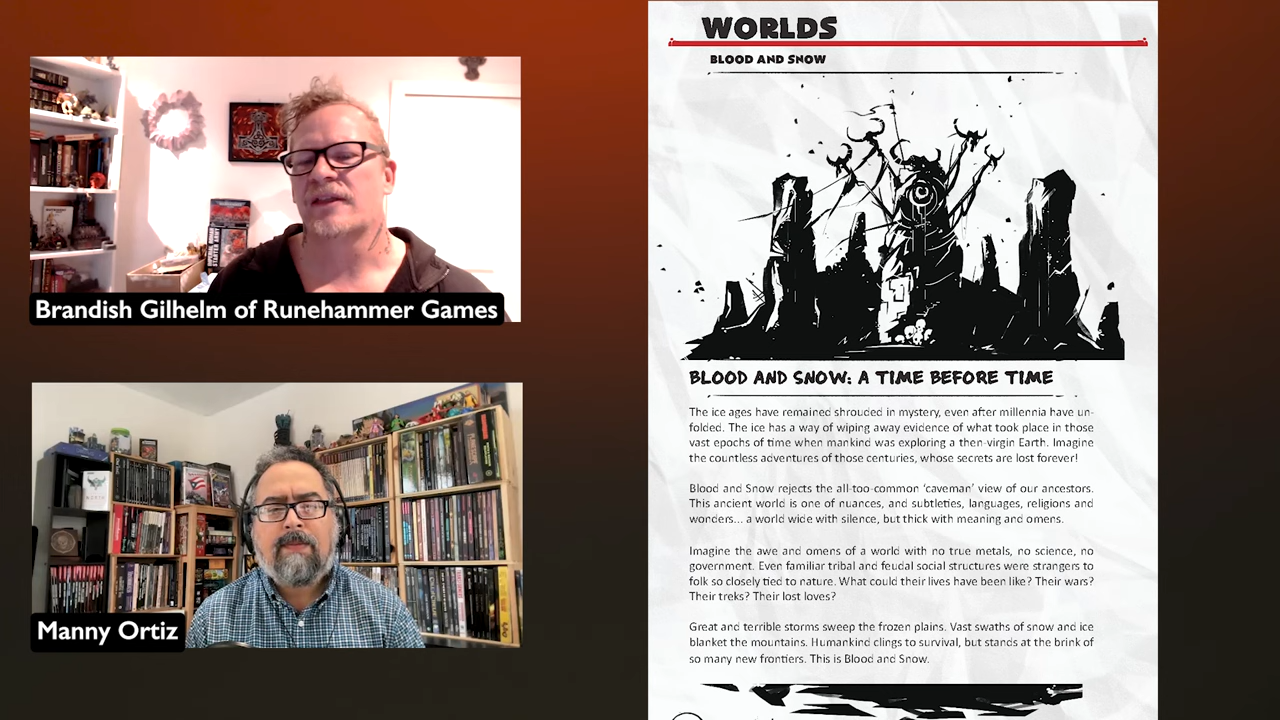 WORLDS
BLOOD AND SNOW
Brandish Gilhelm of Runehammer Games
Manny Ortiz
BLOOD AND SNOW: A TIME BEFORE TIME
The ice ages have remained shrouded in mystery, even after millennia have un-
folded. The ice has a way of wiping away evidence of what took place in those
vast epochs of time when mankind was exploring a then-virgin Earth. Imagine
the countless adventures of those centuries, whose secrets are lost forever!
Blood and Snow rejects the all-too-common ‘caveman’ view of our ancestors.
This ancient world is one of nuances, and subtleties, languages, religions and
wonders... a world wide with silence, but thick with meaning and omens.
Imagine the awe and omens of a world with no true metals, no science, no
government. Even familiar tribal and feudal social structures were strangers to
folk so closely tied to nature. What could their lives have been like? Their wars?
Their treks? Their lost loves?
Great and terrible storms sweep the frozen plains. Vast swaths of snow and ice
blanket the mountains. Humankind clings to survival, but stands at the brink of
so many new frontiers. This is Blood and Snow.